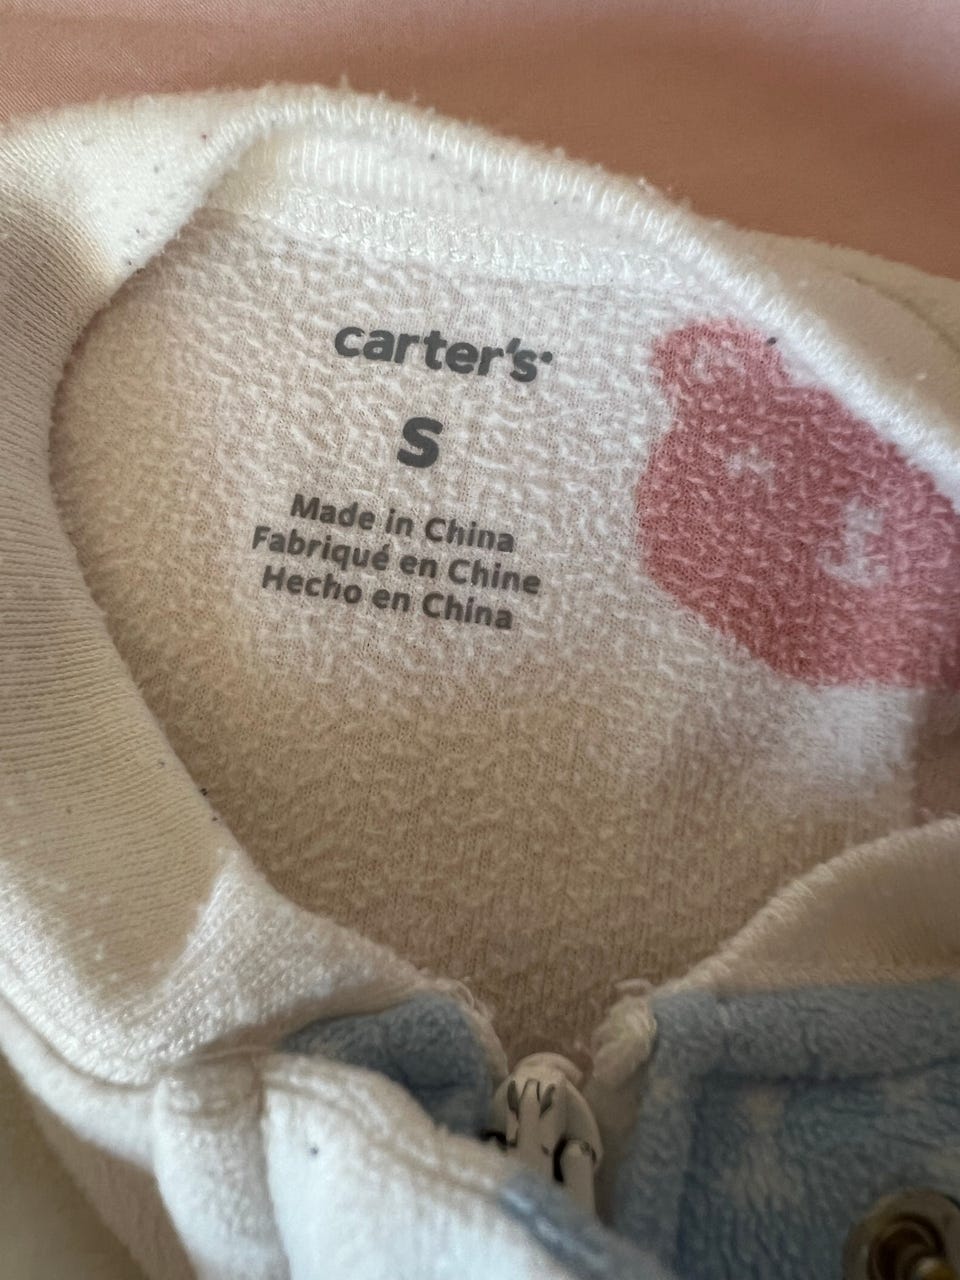 carter's
S
Made in China
Fabriqué en Chine
Hecho en China